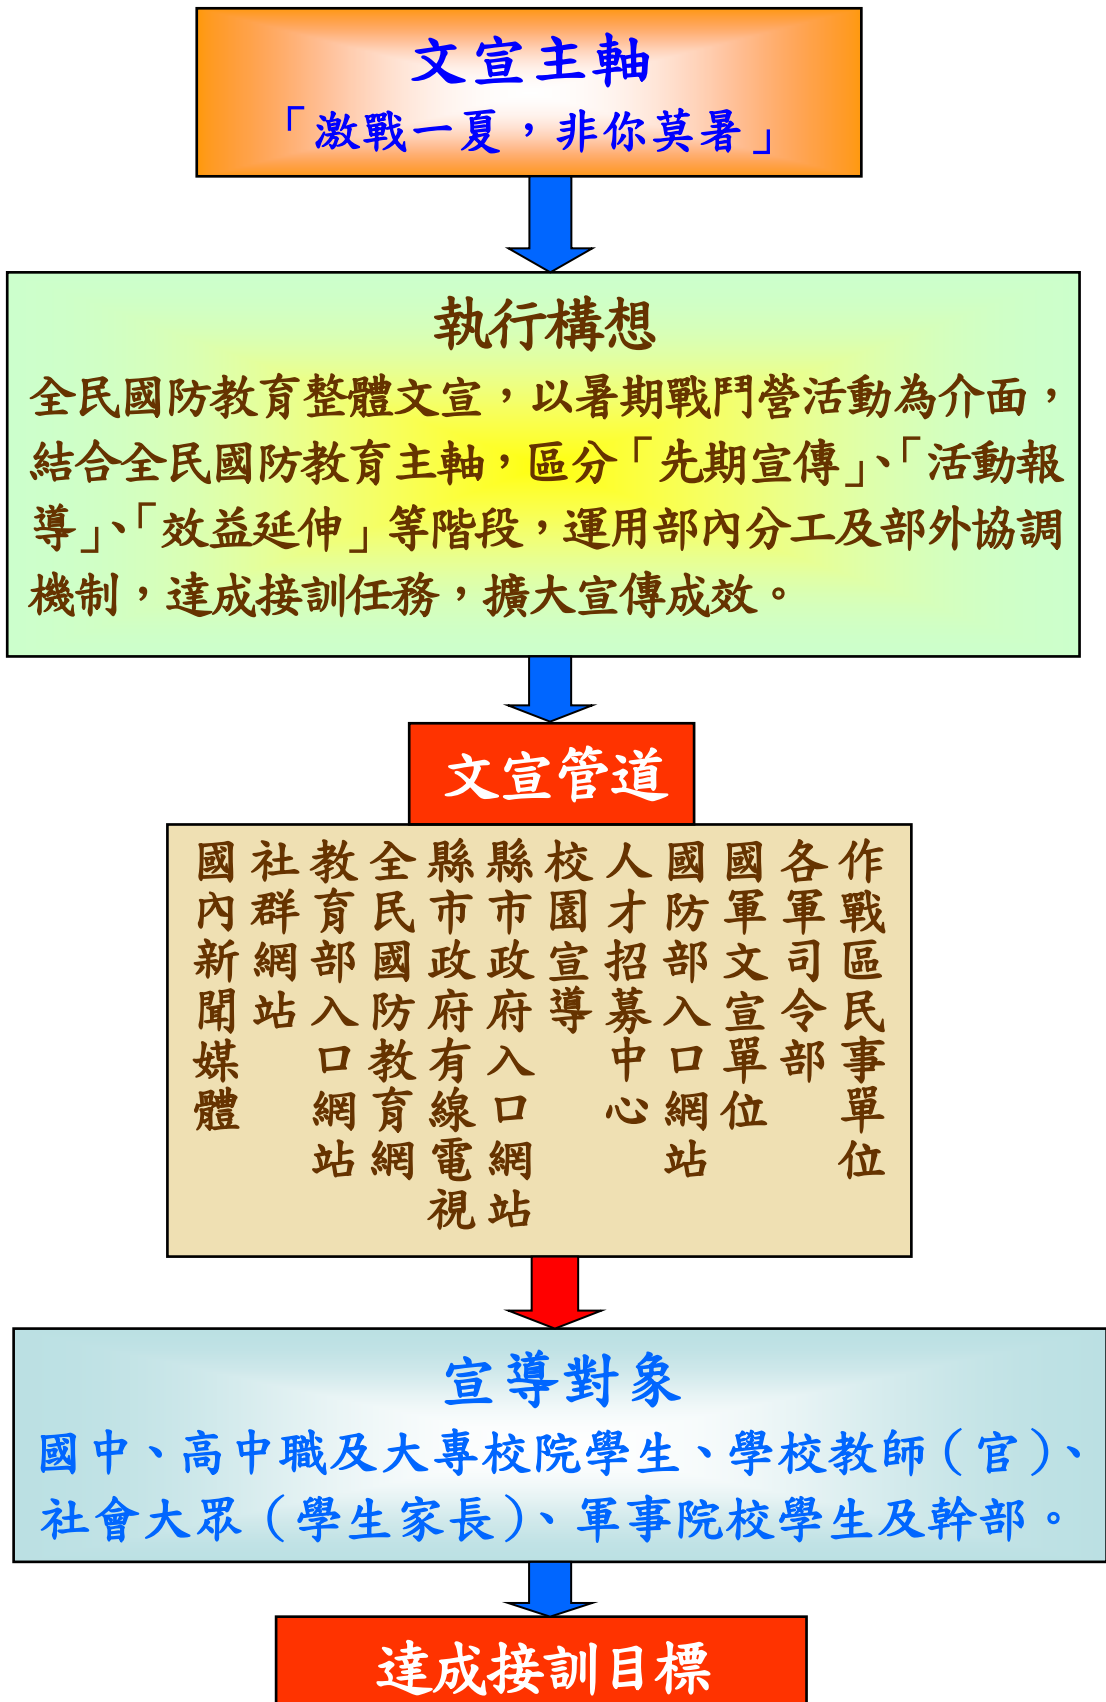 文宣主軸
「激戰一夏，非你莫暑」
執行構想
全民國防教育整體文宣，以暑期戰鬥營活動為介面，
結合全民國防教育主軸，區分「先期宣傳」、「活動報
導」、「效益延伸」等階段，運用部內分工及部外協調
機制，達成接訓任務，擴大宣傳成效。
文宣管道
作戰區民事單位
各軍司令部
國軍文宣單位
國防部入口網站
人才招募中心
校園宣導
縣市政府入口網站
縣市政府有線電視
全民國防教育網
教育部入口網站
社群網站
國內新聞媒體
宣導對象
國中、高中職及大專校院學生、學校教師（官）、
社會大眾（學生家長）、軍事院校學生及幹部。
達成接訓目標